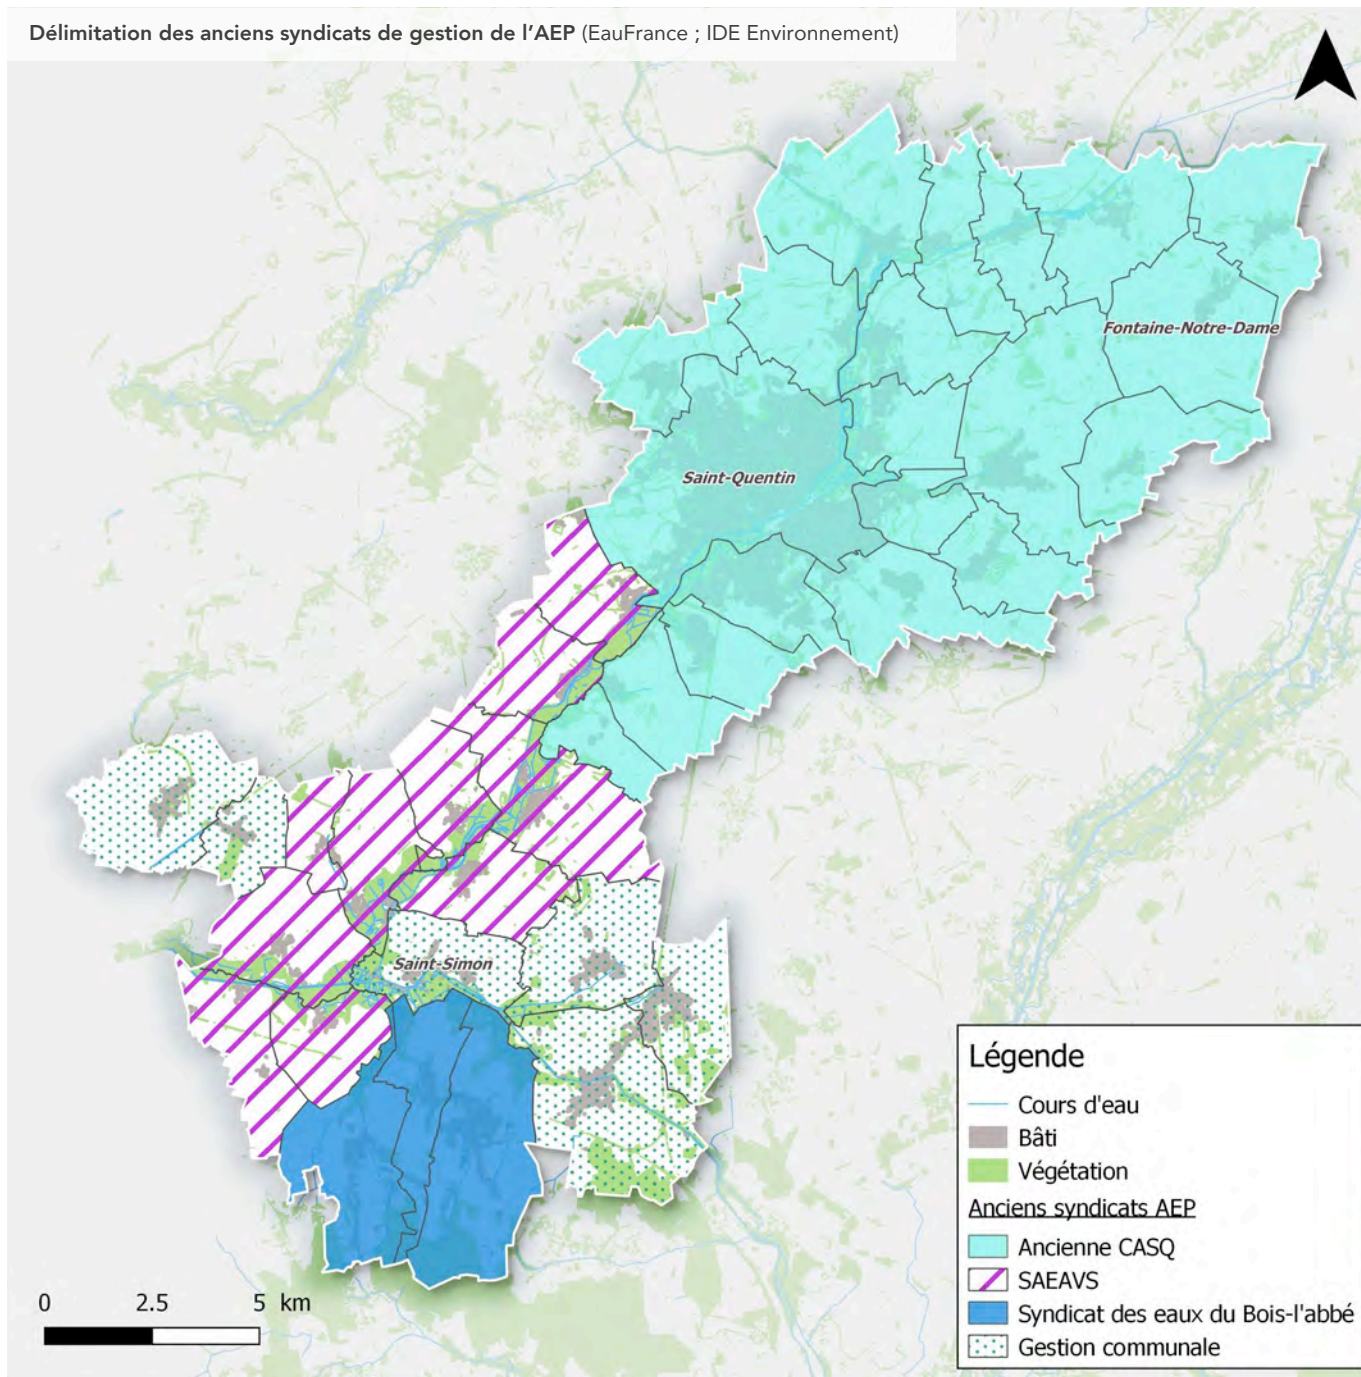 Délimitation des anciens syndicats de gestion de l'AEP (EauFrance ; IDE Environnement)
Fontaine-Notre-Dame
Saint-Quentin
Saint-Simon
Légende
Cours d'eau
Bâti
Végétation
Anciens syndicats AEP
Ancienne CASQ
SAEAVS
Syndicat des eaux du Bois-l'abbé
Gestion communale
0 2.5 5 km